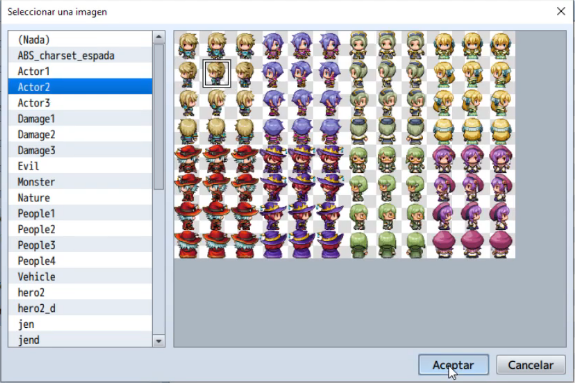 Seleccionar una imagen
(Nada)
ABS_charset_espada
Actor1
Actor2
Actor3
Damage1
Damage2
Damage3
Evil
Monster
Nature
People1
People2
People3
People4
Vehicle
hero2
hero2_d
jen
jend
Aceptar
Cancelar